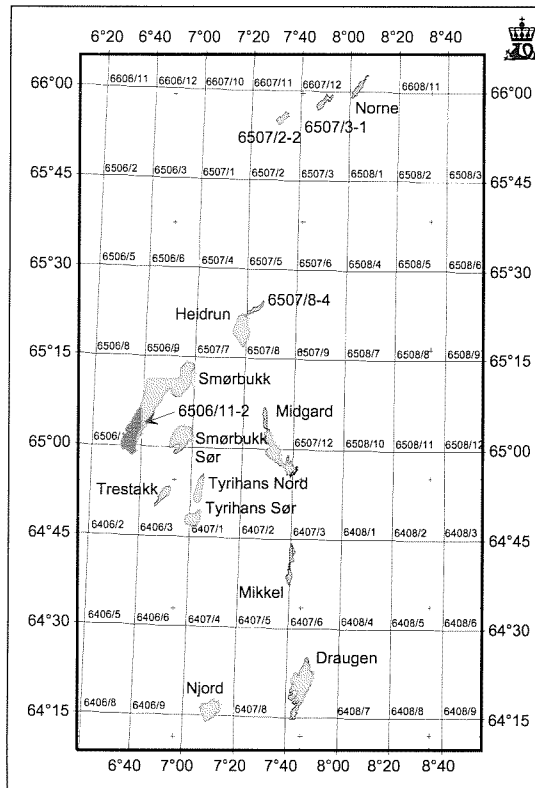 6°20' 6°40' 7°00' 7°20' 7°40' 8°00' 8°20' 8°40'
66°00' 6606/11 6606/12 6607/10 6607/11 6607/12 6608/11 66°00'
Norne
6507/3-1
6507/2-2
65°45' 6506/2 6506/3 6507/1 6507/2 6507/3 6508/1 6508/2 6508/3 65°45'
65°30' 6506/5 6506/6 6507/4 6507/5 6507/6 6508/4 6508/5 6508/6 65°30'
6507/8-4
Heidrun
65°15' 6506/8 6506/9 6507/7 6507/8 6507/9 6508/7 6508/8 6508/9 65°15'
Smørbukk
6506/11-2 Midgard
65°00' Smørbukk Sør 6507/12 6508/10 6508/11 6508/12 65°00'
Trestakk Tyrihans Nord
Tyrihans Sør
64°45' 6406/2 6406/3 6407/1 6407/2 6407/3 6408/1 6408/2 6408/3 64°45'
Mikkel
64°30' 6406/5 6406/6 6407/4 6407/5 6407/6 6408/4 6408/5 6408/6 64°30'
Draugen
Njord
64°15' 6406/8 6406/9 6407/8 6408/7 6408/8 6408/9 64°15'
6°40' 7°00' 7°20' 7°40' 8°00' 8°20' 8°40'